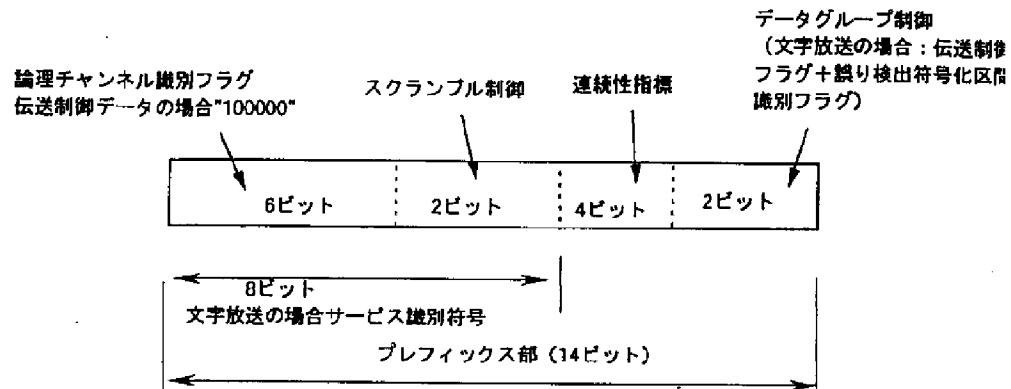 データグループ制御
（文字放送の場合：伝送制御
フラグ＋誤り検出符号化区間
識別フラグ）
論理チャンネル識別フラグ
伝送制御データの場合"100000"
スクランブル制御
連続性指標
6ビット
2ビット
4ビット
2ビット
8ビット
文字放送の場合サービス識別符号
プレフィックス部（14ビット）